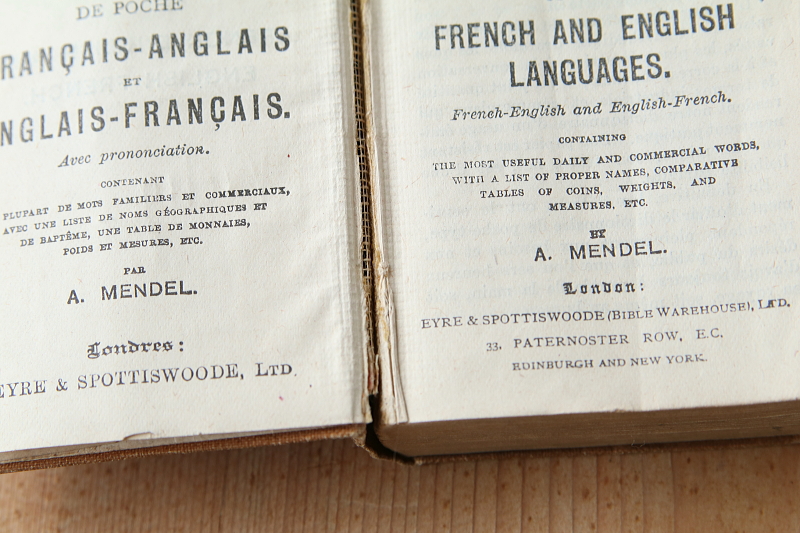 DE POCHE
RANÇAIS-ANGLAIS
ET
NGLAIS-FRANÇAIS.
Avec prononciation.
CONTENANT
PLUPART DE MOTS FAMILIERS ET COMMERCIAUX,
AVEC UNE LISTE DE NOMS GÉOGRAPHIQUES ET
DE BAPTÊME, UNE TABLE DE MONNAIES,
POIDS ET MESURES, ETC.
PAR
A. MENDEL.
Londres:
EYRE & SPOTTISWOODE, LTD.
FRENCH AND ENGLISH
LANGUAGES.
French-English and English-French.
CONTAINING
THE MOST USEFUL DAILY AND COMMERCIAL WORDS,
WITH A LIST OF PROPER NAMES, COMPARATIVE
TABLES OF COINS, WEIGHTS, AND
MEASURES, ETC.
BY
A. MENDEL.
London:
EYRE & SPOTTISWOODE (BIBLE WAREHOUSE), LTD.
33, PATERNOSTER ROW, E.C.
EDINBURGH AND NEW YORK.